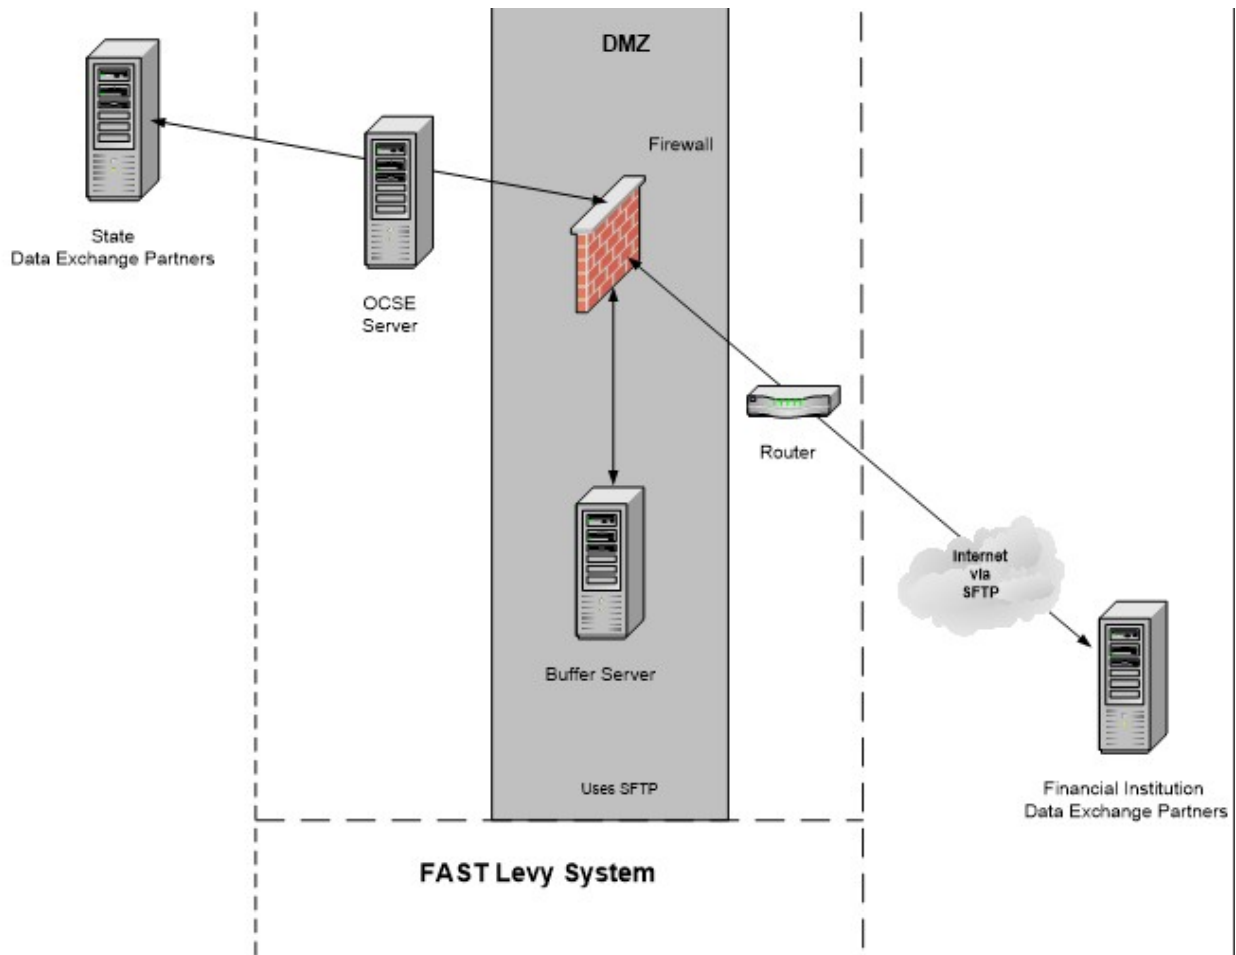 DMZ
Firewall
State
Data Exchange Partners
OCSE
Server
Router
Internet
via
SFTP
Buffer Server
Uses SFTP
Financial Institution
Data Exchange Partners
FAST Levy System